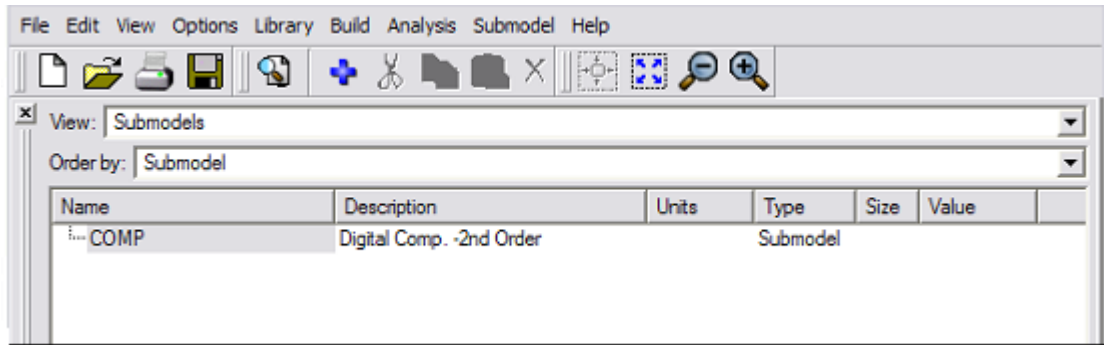 File Edit View Options Library Build Analysis Submodel Help
View: Submodels
Order by: Submodel
Name Description Units Type Size Value
COMP Digital Comp. -2nd Order Submodel